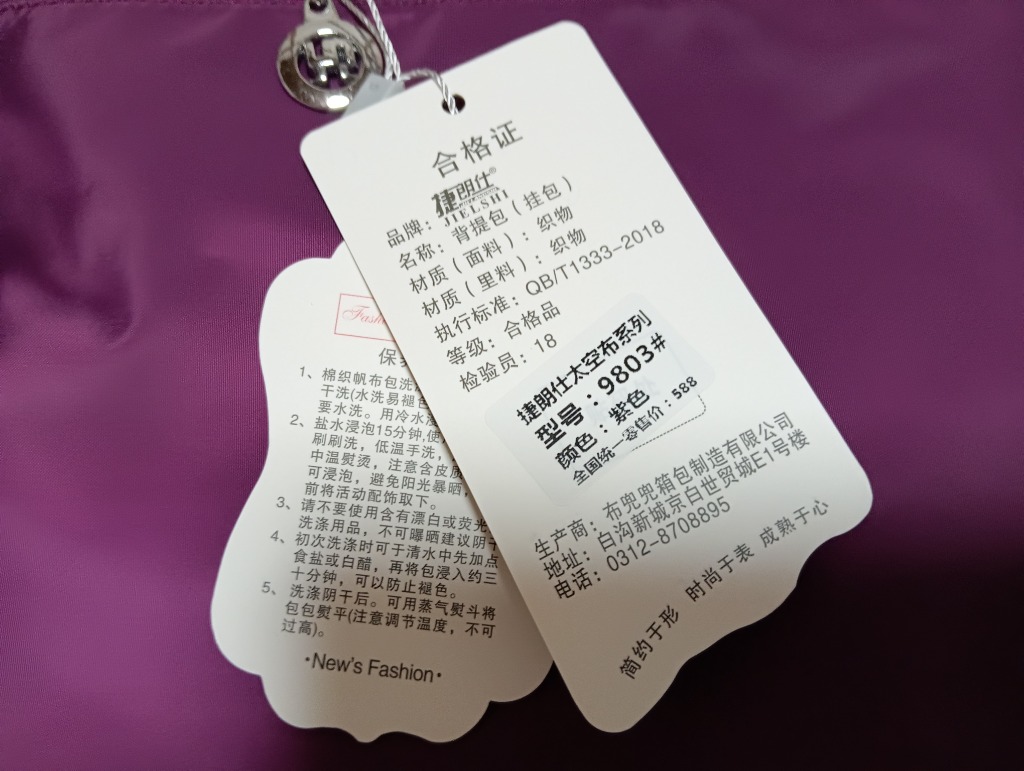 合格证
品牌：捷朗仕®
JIELSHI
名称：背提包（挂包）
材质（面料）：织物
材质（里料）：织物
执行标准：QB/T1333-2018
等级：合格品
检验员：18
捷朗仕太空布系列
型号：9803#
颜色：紫色
全国统一零售价：588
生产商：布兜兜箱包制造有限公司
地址：白沟新城京白世贸城E1号楼
电话：0312-8708895
简约于形 时尚于表 成熟于心
1、棉织帆布包洗
干洗(水洗易褪色
要水洗。用冷水浸
2、盐水浸泡15分钟,使
刷刷洗，低温手洗，
中温熨烫，注意含皮质
可浸泡，避免阳光暴晒，
前将活动配饰取下。
3、请不要使用含有漂白或荧光
洗涤用品，不可曝晒建议阴干
4、初次洗涤时可于清水中先加点
食盐或白醋，再将包浸入约三
十分钟，可以防止褪色。
5、洗涤阴干后。可用蒸气熨斗将
包包熨平(注意调节温度，不可
过高)。
·New's Fashion·